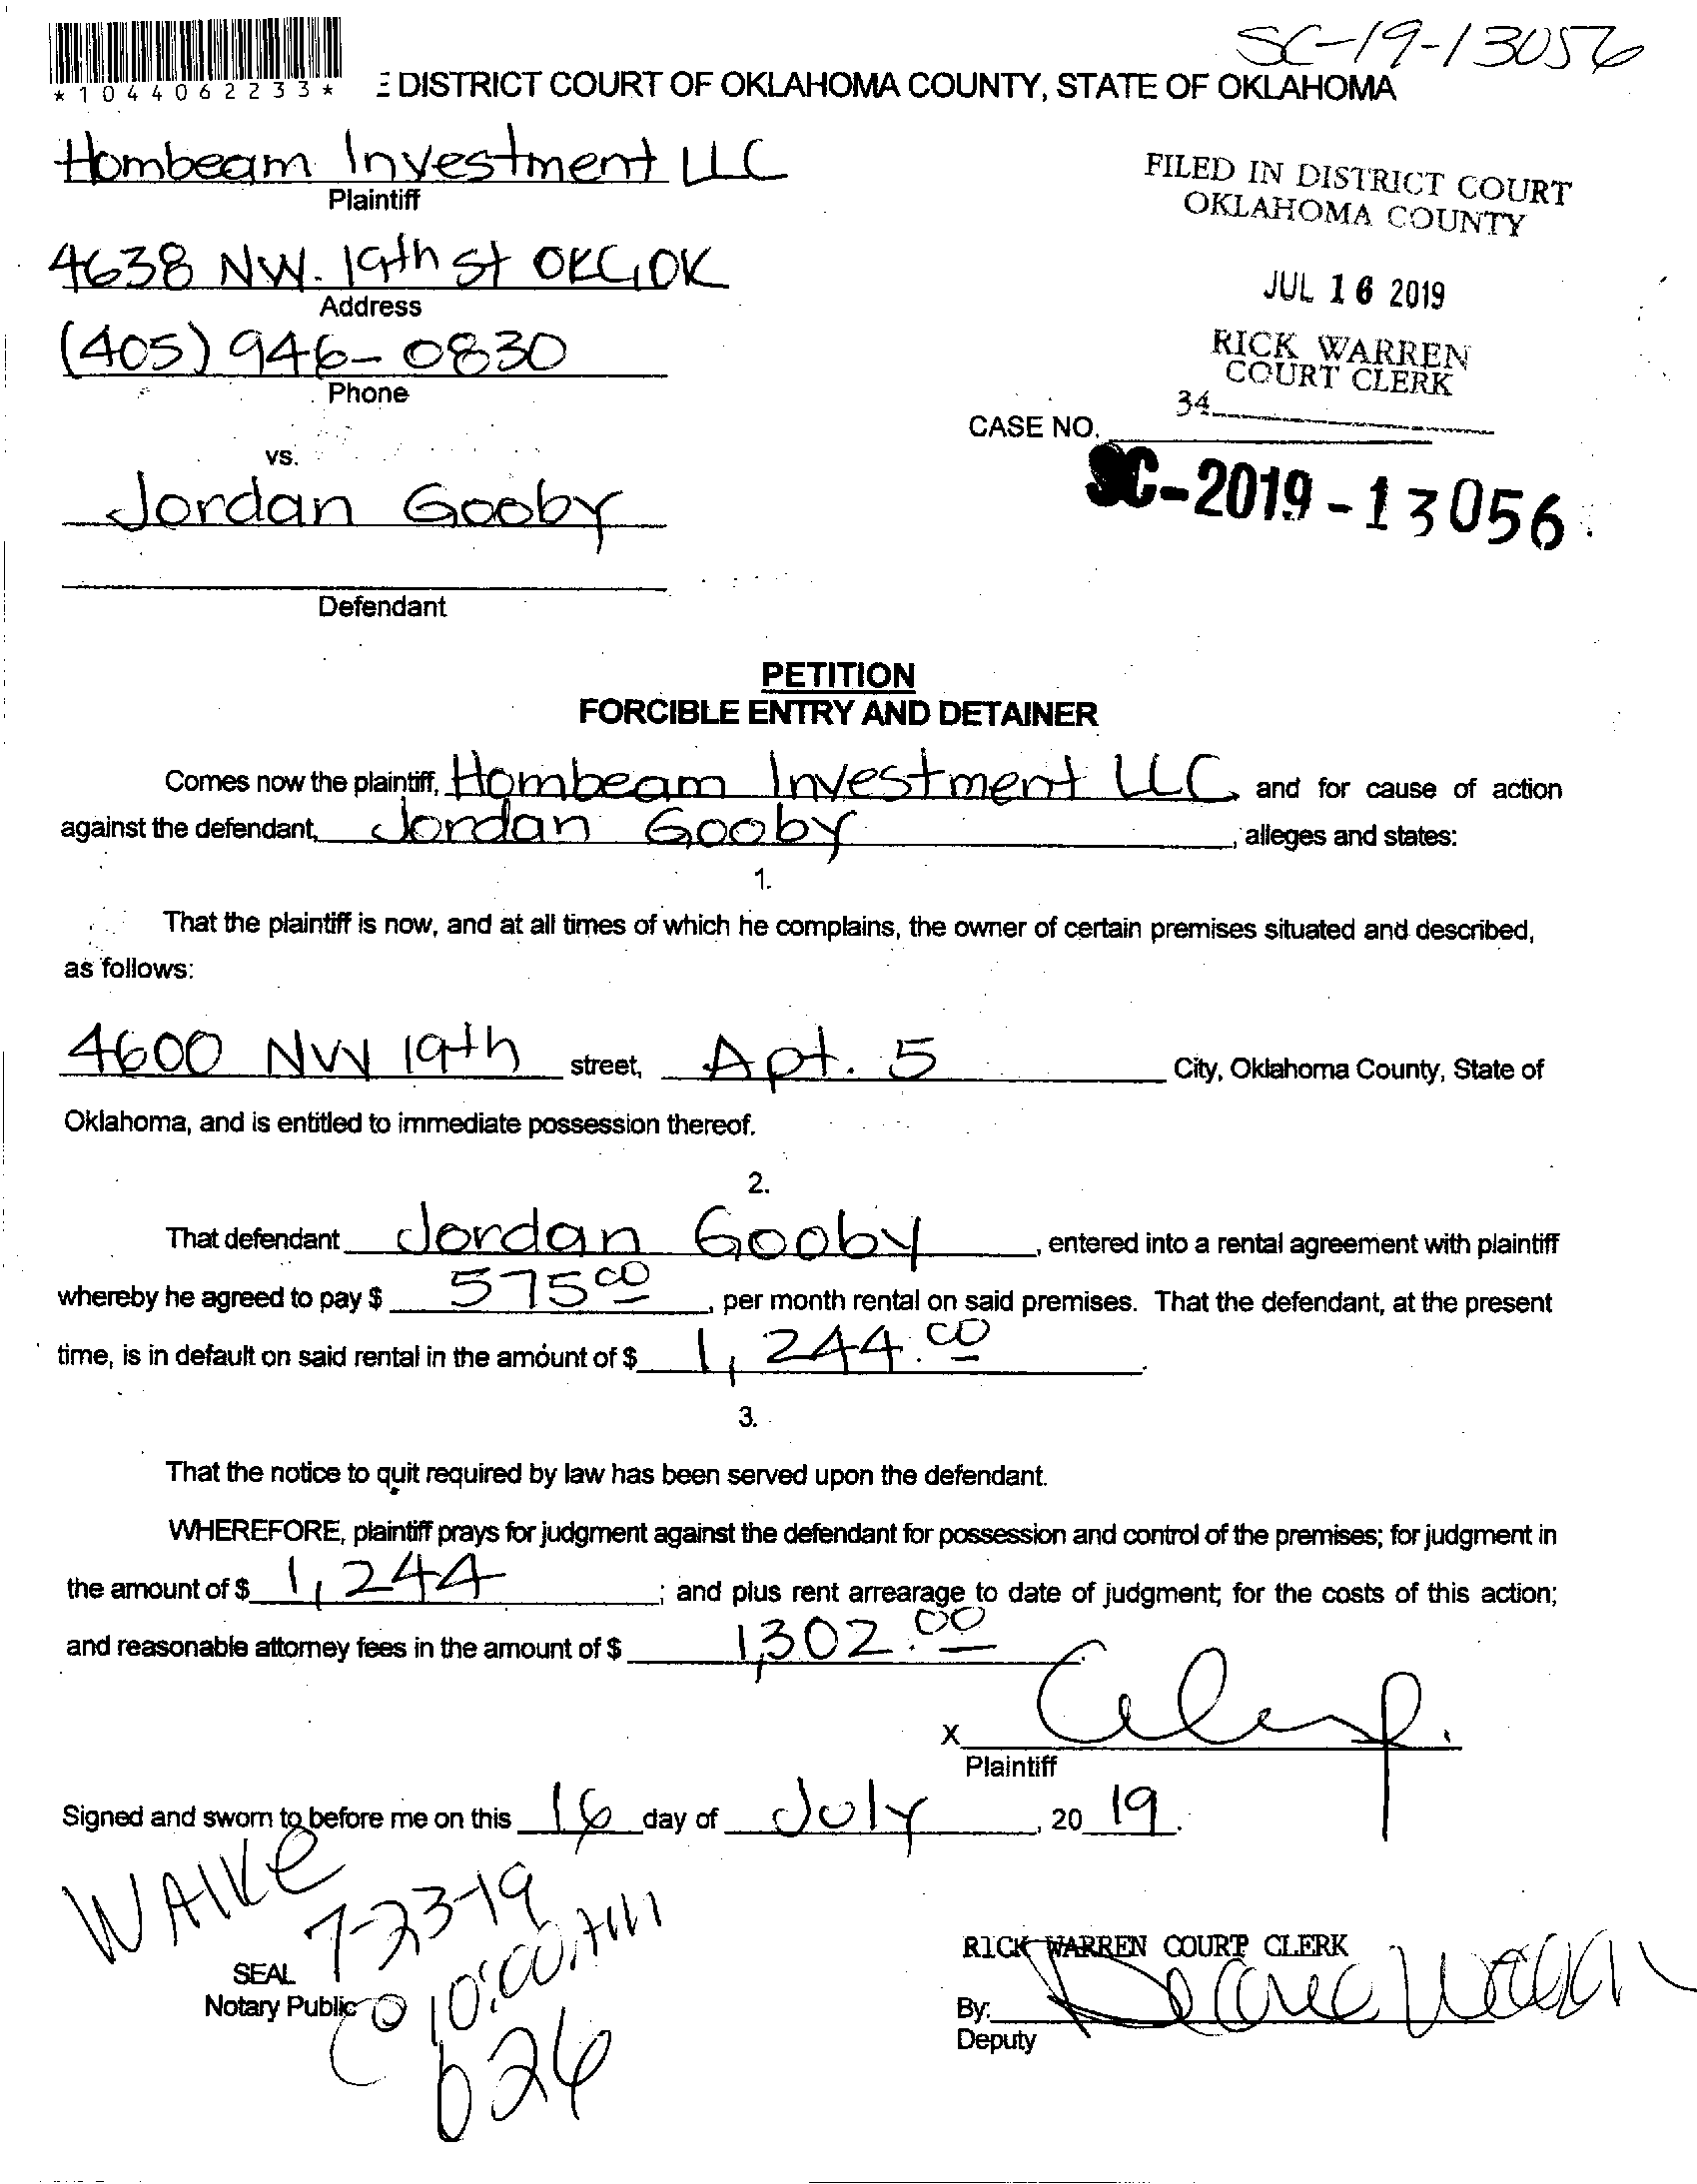 SC-19-13056
*1044062233*
DISTRICT COURT OF OKLAHOMA COUNTY, STATE OF OKLAHOMA
Hombeam Investment LLC
Plaintiff
4638 NW. 19th St OKC, OK
Address
(405) 946-0830
Phone
FILED IN DISTRICT COURT
OKLAHOMA COUNTY
JUL 16 2019
RICK WARREN
COURT CLERK
34
CASE NO.
SC-2019-13056
vs.
Jordan Gooby
Defendant
PETITION
FORCIBLE ENTRY AND DETAINER
Comes now the plaintiff, Hombeam Investment LLC and for cause of action
against the defendant, Jordan Gooby, alleges and states:
1.
That the plaintiff is now, and at all times of which he complains, the owner of certain premises situated and described,
as follows:
4600 NW 19th street, Apt. 5 City, Oklahoma County, State of
Oklahoma, and is entitled to immediate possession thereof.
2.
That defendant Jordan Gooby, entered into a rental agreement with plaintiff
whereby he agreed to pay $ 575 00, per month rental on said premises. That the defendant, at the present
time, is in default on said rental in the amount of $ 1,244.00.
3.
That the notice to quit required by law has been served upon the defendant.
WHEREFORE, plaintiff prays for judgment against the defendant for possession and control of the premises; for judgment in
the amount of $ 1,244; and plus rent arrearage to date of judgment; for the costs of this action;
and reasonable attorney fees in the amount of $ 1,302.00
X
Plaintiff
Signed and sworn to before me on this 16 day of July, 2019.
WAIVE
7-23-19
@ 10:00 AM
626
SEAL
Notary Public
RICK WARREN COURT CLERK
By:
Deputy